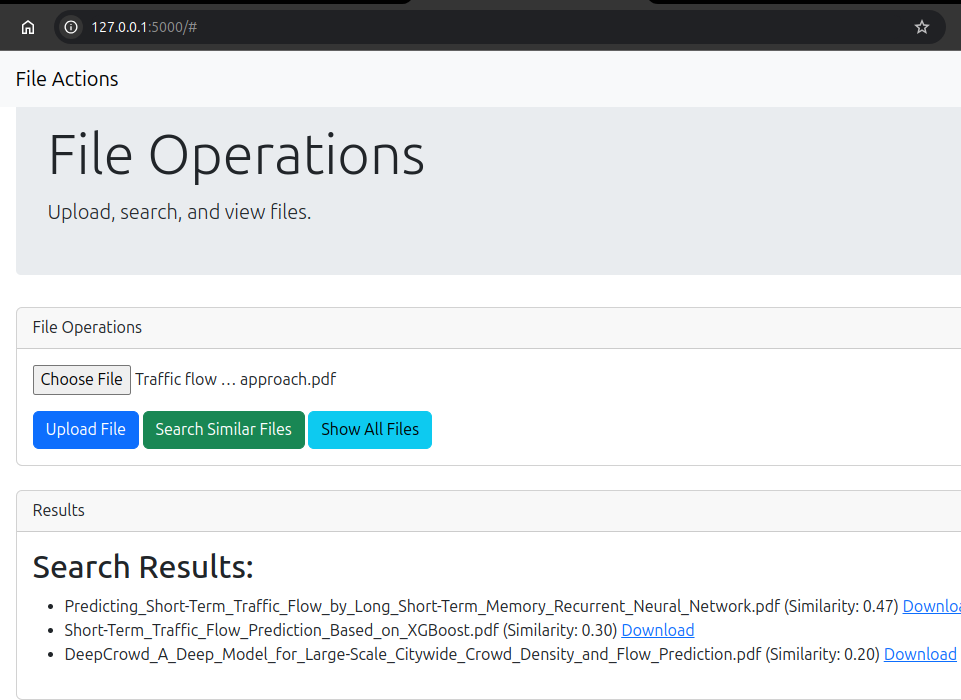 127.0.0.1:5000/#
File Actions
File Operations
Upload, search, and view files.
File Operations
Choose File Traffic flow … approach.pdf
Upload File Search Similar Files Show All Files
Results
Search Results:
Predicting_Short-Term_Traffic_Flow_by_Long_Short-Term_Memory_Recurrent_Neural_Network.pdf (Similarity: 0.47) Downloa
Short-Term_Traffic_Flow_Prediction_Based_on_XGBoost.pdf (Similarity: 0.30) Download
DeepCrowd_A_Deep_Model_for_Large-Scale_Citywide_Crowd_Density_and_Flow_Prediction.pdf (Similarity: 0.20) Download